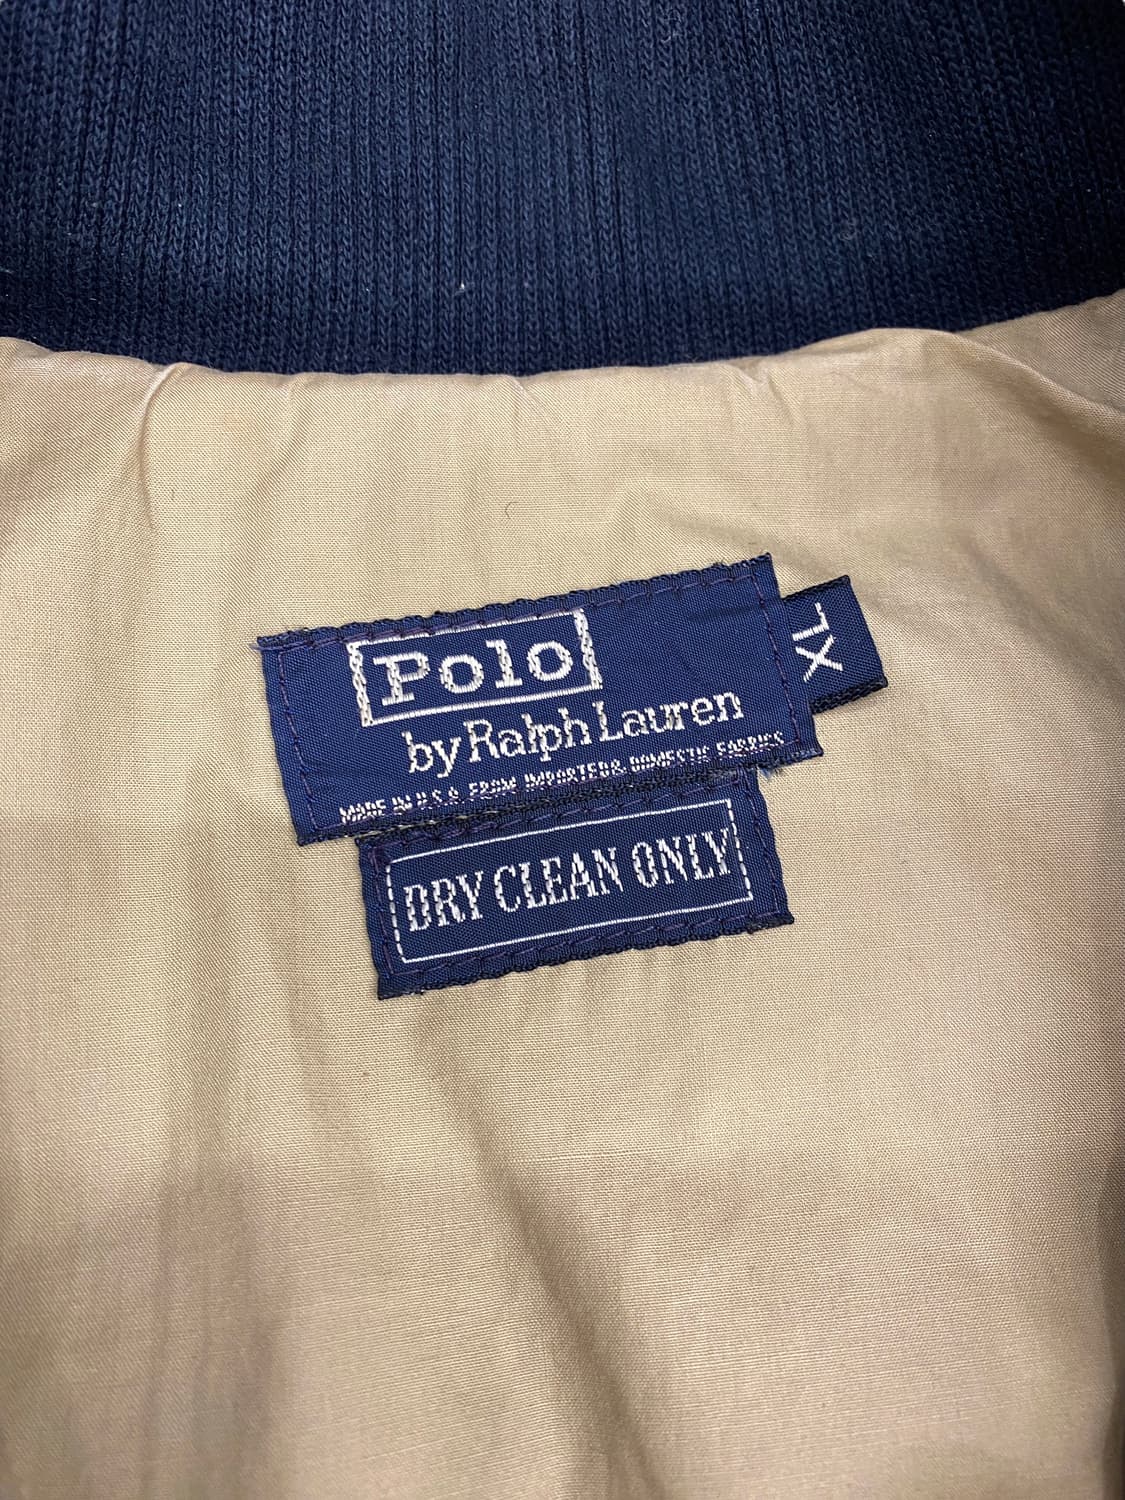 Polo
by Ralph Lauren
MADE IN U.S.A. FROM IMPORTED & DOMESTIC FABRICS
XL
DRY CLEAN ONLY